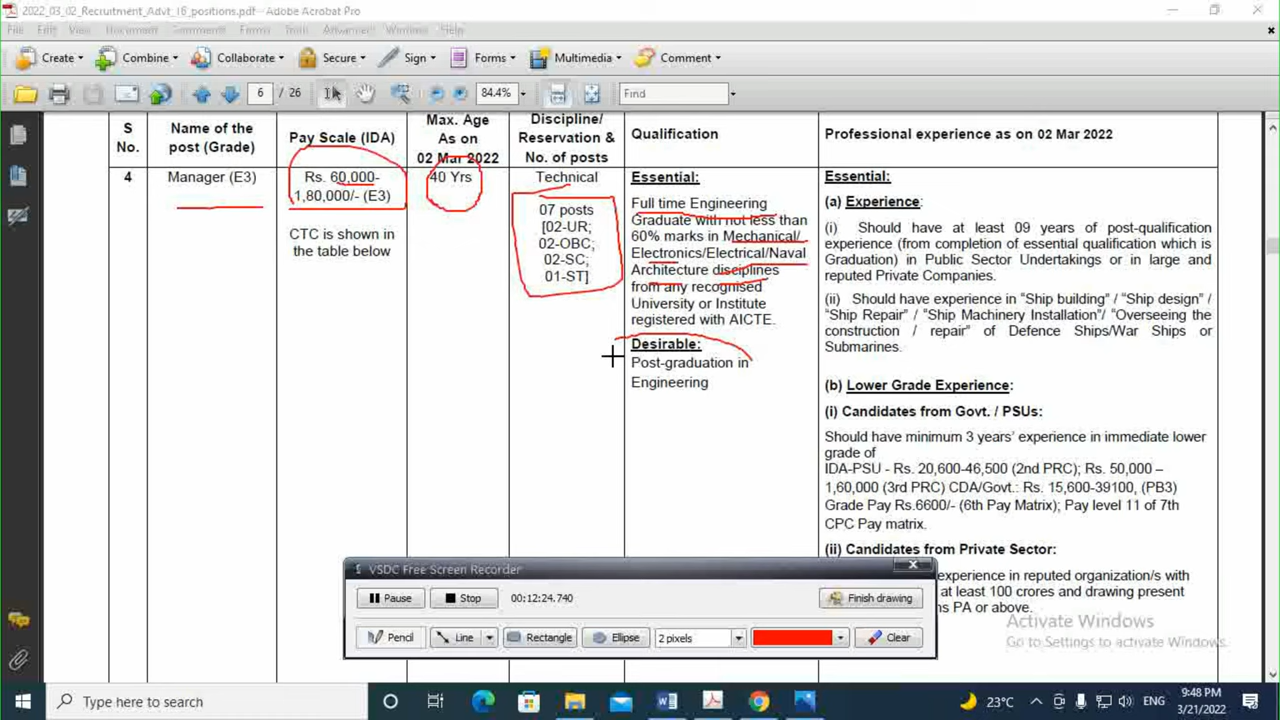 2022_03_02_Recruitment_Advt_16_positions.pdf - Adobe Acrobat Pro
File Edit View Document Comments Forms Tools Advanced Windows Help
Create Combine Collaborate Secure Sign Forms Multimedia Comment
6 / 26 84.4% Find
S No.
Name of the post (Grade)
Pay Scale (IDA)
Max. Age
As on
02 Mar 2022
Discipline/
Reservation &
No. of posts
Qualification
Professional experience as on 02 Mar 2022
4
Manager (E3)
Rs. 60,000-
1,80,000/- (E3)
CTC is shown in
the table below
40 Yrs
Technical
07 posts
[02-UR;
02-OBC;
02-SC;
01-ST]
Essential:
Full time Engineering
Graduate with not less than
60% marks in Mechanical/
Electronics/Electrical/Naval
Architecture disciplines
from any recognised
University or Institute
registered with AICTE.
Desirable:
Post-graduation in
Engineering
Essential:
(a) Experience:
(i) Should have at least 09 years of post-qualification
experience (from completion of essential qualification which is
Graduation) in Public Sector Undertakings or in large and
reputed Private Companies.
(ii) Should have experience in “Ship building” / “Ship design” /
“Ship Repair” / “Ship Machinery Installation”/ “Overseeing the
construction / repair” of Defence Ships/War Ships or
Submarines.
(b) Lower Grade Experience:
(i) Candidates from Govt. / PSUs:
Should have minimum 3 years’ experience in immediate lower
grade of
IDA-PSU - Rs. 20,600-46,500 (2nd PRC); Rs. 50,000 –
1,60,000 (3rd PRC) CDA/Govt.: Rs. 15,600-39100, (PB3)
Grade Pay Rs.6600/- (6th Pay Matrix); Pay level 11 of 7th
CPC Pay matrix.
(ii) Candidates from Private Sector:
experience in reputed organization/s with
at least 100 crores and drawing present
PA or above.
VSDC Free Screen Recorder
Pause Stop 00:12:24.740 Finish drawing
Pencil Line Rectangle Ellipse 2 pixels Clear
Activate Windows
Go to Settings to activate Windows.
Type here to search
23°C ENG
9:48 PM
3/21/2022